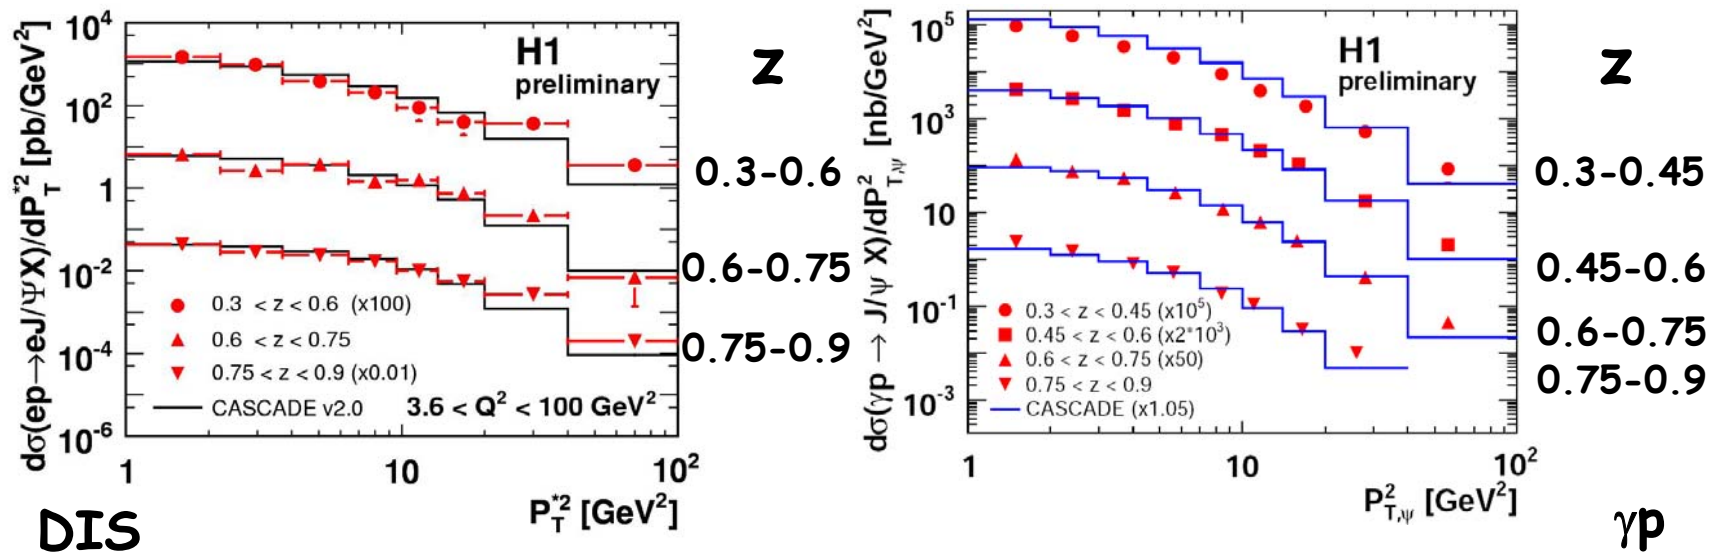 dσ(ep→eJ/ΨX)/dP_T^{*2} [pb/GeV^2]
10^4
10^2
1
10^{-2}
10^{-4}
10^{-6}
H1
preliminary
0.3 < z < 0.6 (x100)
0.6 < z < 0.75
0.75 < z < 0.9 (x0.01)
CASCADE v2.0 3.6 < Q^2 < 100 GeV^2
1 10 10^2
P_T^{*2} [GeV^2]
DIS
z
0.3-0.6
0.6-0.75
0.75-0.9
dσ(γp → J/ψ X)/dP^2_{T,ψ} [nb/GeV^2]
10^5
10^3
10
10^{-1}
10^{-3}
H1
preliminary
0.3 < z < 0.45 (x10^5)
0.45 < z < 0.6 (x2*10^3)
0.6 < z < 0.75 (x50)
0.75 < z < 0.9
CASCADE (x1.05)
1 10 10^2
P^2_{T,ψ} [GeV^2]
z
0.3-0.45
0.45-0.6
0.6-0.75
0.75-0.9
γp